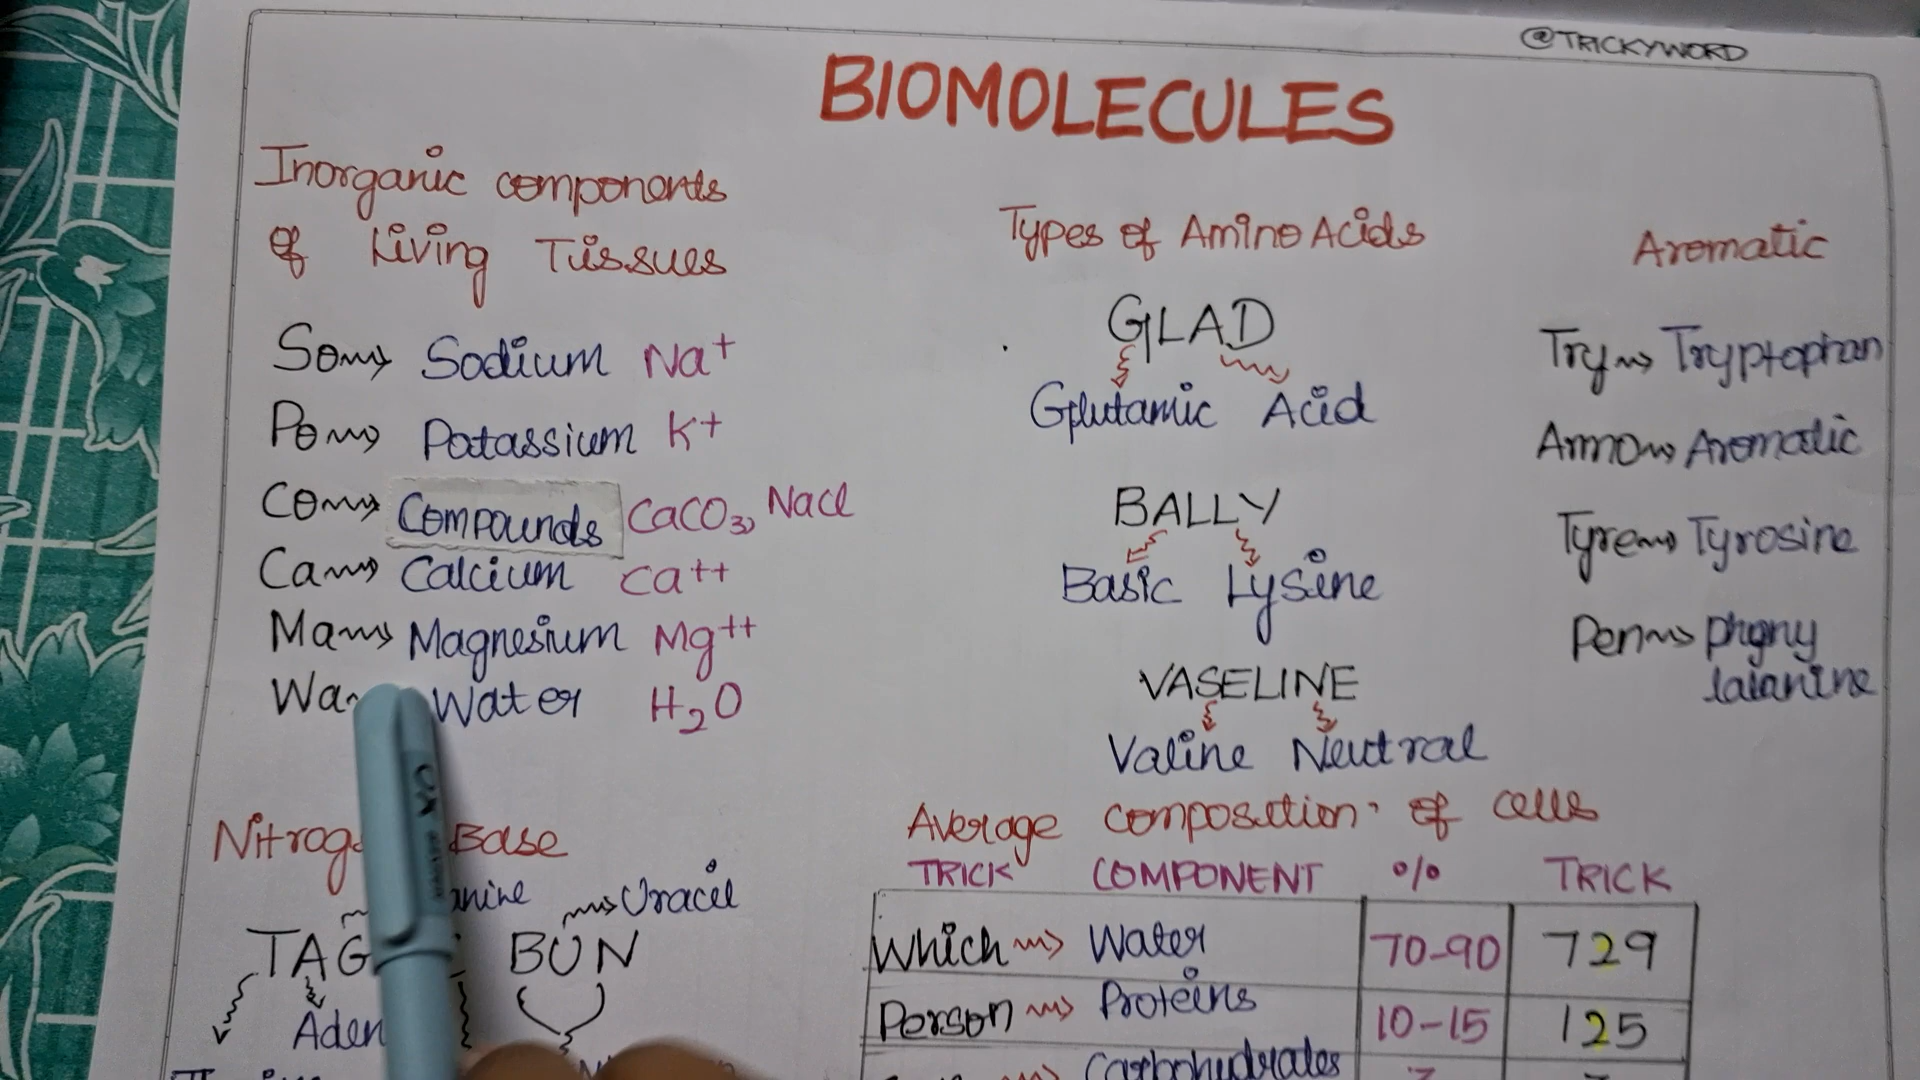 @TRICKYWORD
BIOMOLECULES
Inorganic components
of Living Tissues
So Sodium Na+
Po Potassium K+
Co Compounds CaCO3, Nacl
Ca Calcium Ca++
Ma Magnesium Mg++
Wa Water H2O
Types of Amino Acids
GLAD
Glutamic Acid
BALLY
Basic Lysine
VASELINE
Valine Neutral
Aromatic
Try Tryptophan
Aromo Aromatic
Tyre Tyrosine
Pen
lalanine
Base
Uracil
TAG BUN
Average composition of cells
TRICK COMPONENT % TRICK
Which Water 70-90 729
Person Proteins 10-15 125
Carbohydrates